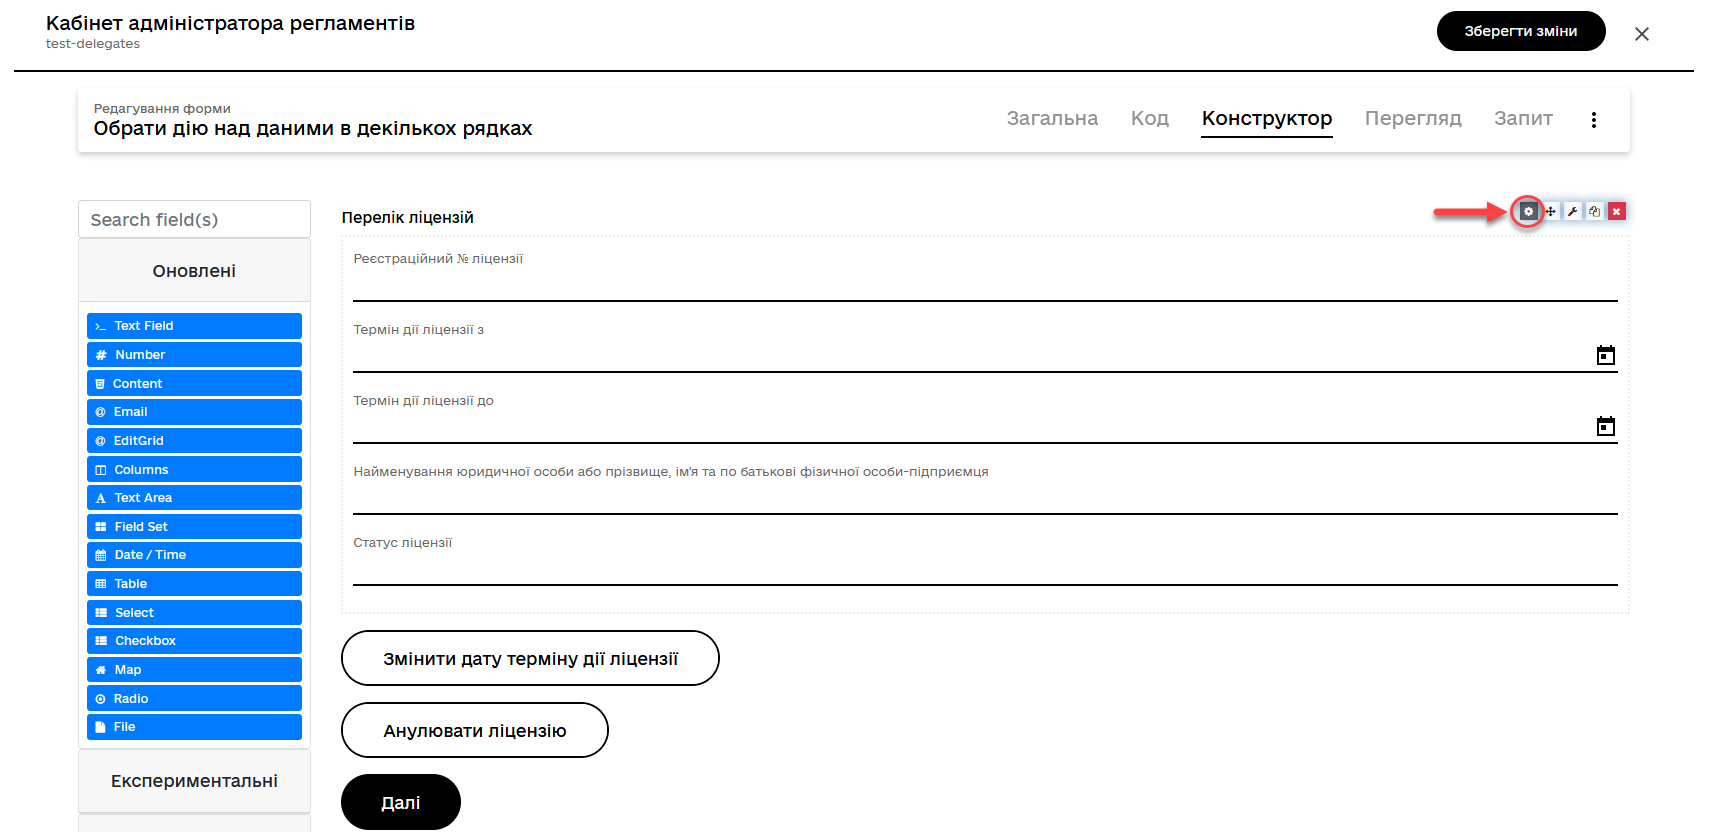 Кабінет адміністратора регламентів
test-delegates
Зберегти зміни
Редагування форми
Обрати дію над даними в декількох рядках
Загальна
Код
Конструктор
Перегляд
Запит
Search field(s)
Оновлені
Text Field
Number
Content
Email
EditGrid
Columns
Text Area
Field Set
Date / Time
Table
Select
Checkbox
Map
Radio
File
Експериментальні
Перелік ліцензій
Реєстраційний № ліцензії
Термін дії ліцензії з
Термін дії ліцензії до
Найменування юридичної особи або прізвище, ім'я та по батькові фізичної особи-підприємця
Статус ліцензії
Змінити дату терміну дії ліцензії
Анулювати ліцензію
Далі